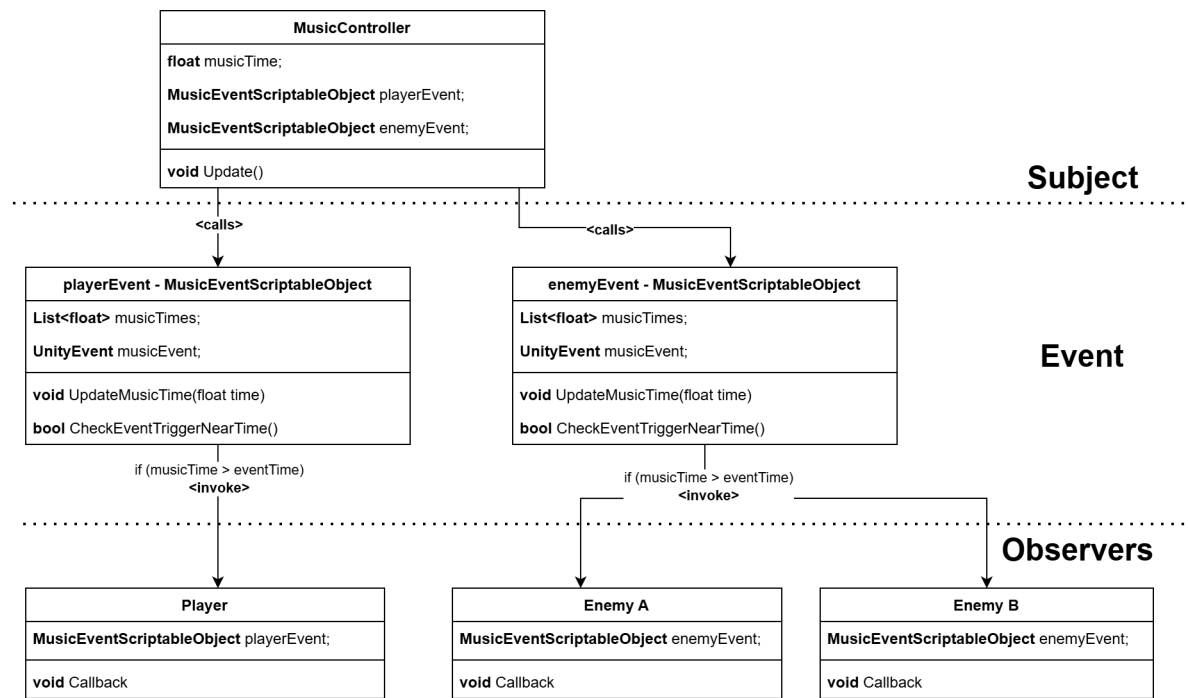 MusicController
float musicTime;
MusicEventScriptableObject playerEvent;
MusicEventScriptableObject enemyEvent;
void Update()
Subject
<calls>
<calls>
playerEvent - MusicEventScriptableObject
List<float> musicTimes;
UnityEvent musicEvent;
void UpdateMusicTime(float time)
bool CheckEventTriggerNearTime()
enemyEvent - MusicEventScriptableObject
List<float> musicTimes;
UnityEvent musicEvent;
void UpdateMusicTime(float time)
bool CheckEventTriggerNearTime()
Event
if (musicTime > eventTime)
<invoke>
if (musicTime > eventTime)
<invoke>
Observers
Player
MusicEventScriptableObject playerEvent;
void Callback
Enemy A
MusicEventScriptableObject enemyEvent;
void Callback
Enemy B
MusicEventScriptableObject enemyEvent;
void Callback